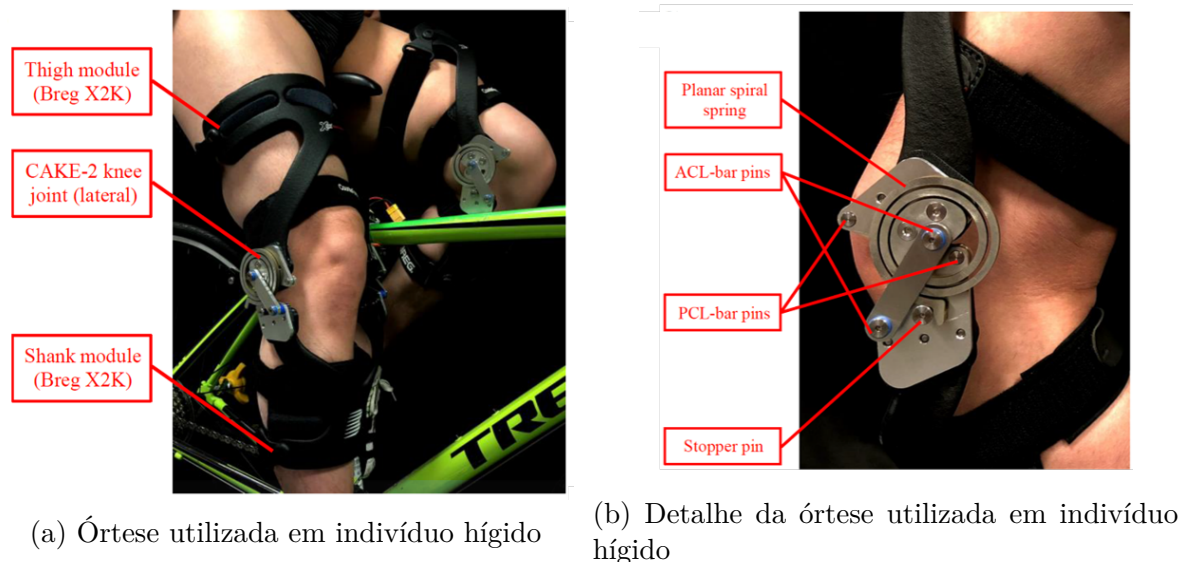 Thigh module
(Breg X2K)
CAKE-2 knee
joint (lateral)
Shank module
(Breg X2K)
TRE
Planar spiral
spring
ACL-bar pins
PCL-bar pins
Stopper pin
(a) Órtese utilizada em indivíduo hígido
(b) Detalhe da órtese utilizada em indivíduo
hígido